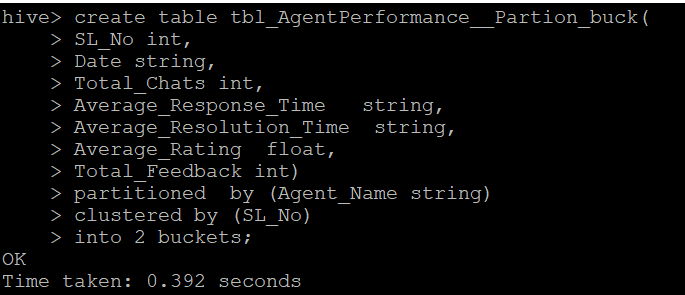 hive> create table tbl_AgentPerformance__Partion_buck(
    > SL_No int,
    > Date string,
    > Total_Chats int,
    > Average_Response_Time   string,
    > Average_Resolution_Time  string,
    > Average_Rating  float,
    > Total_Feedback int)
    > partitioned  by (Agent_Name string)
    > clustered by (SL_No)
    > into 2 buckets;
OK
Time taken: 0.392 seconds